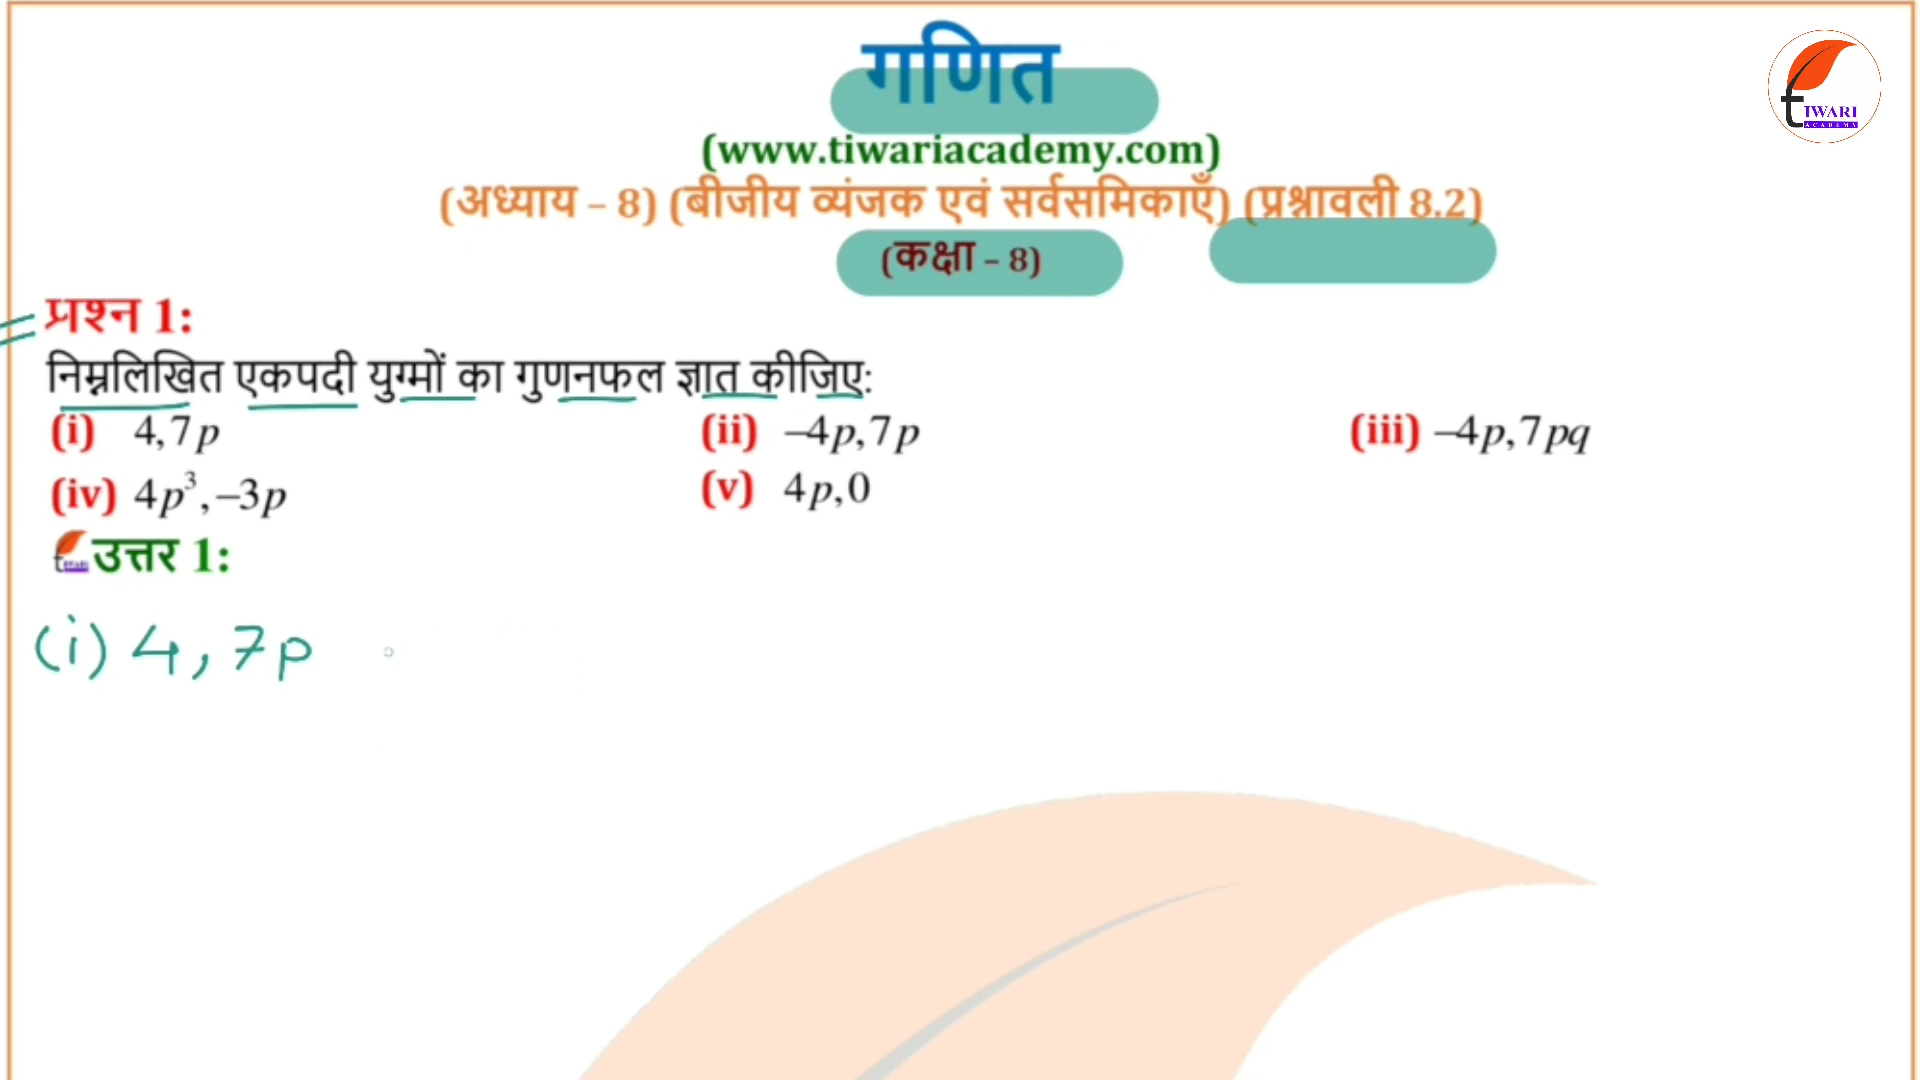 गणित
(www.tiwariacademy.com)
(अध्याय – 8) (बीजीय व्यंजक एवं सर्वसमिकाएँ) (प्रश्नावली 8.2)
(कक्षा – 8)
tIWARI
ACADEMY
प्रश्न 1:
निम्नलिखित एकपदी युग्मों का गुणनफल ज्ञात कीजिए:
(i) 4,7p (ii) –4p,7p (iii) –4p,7pq
(iv) 4p³,–3p (v) 4p,0
उत्तर 1:
(i) 4, 7p